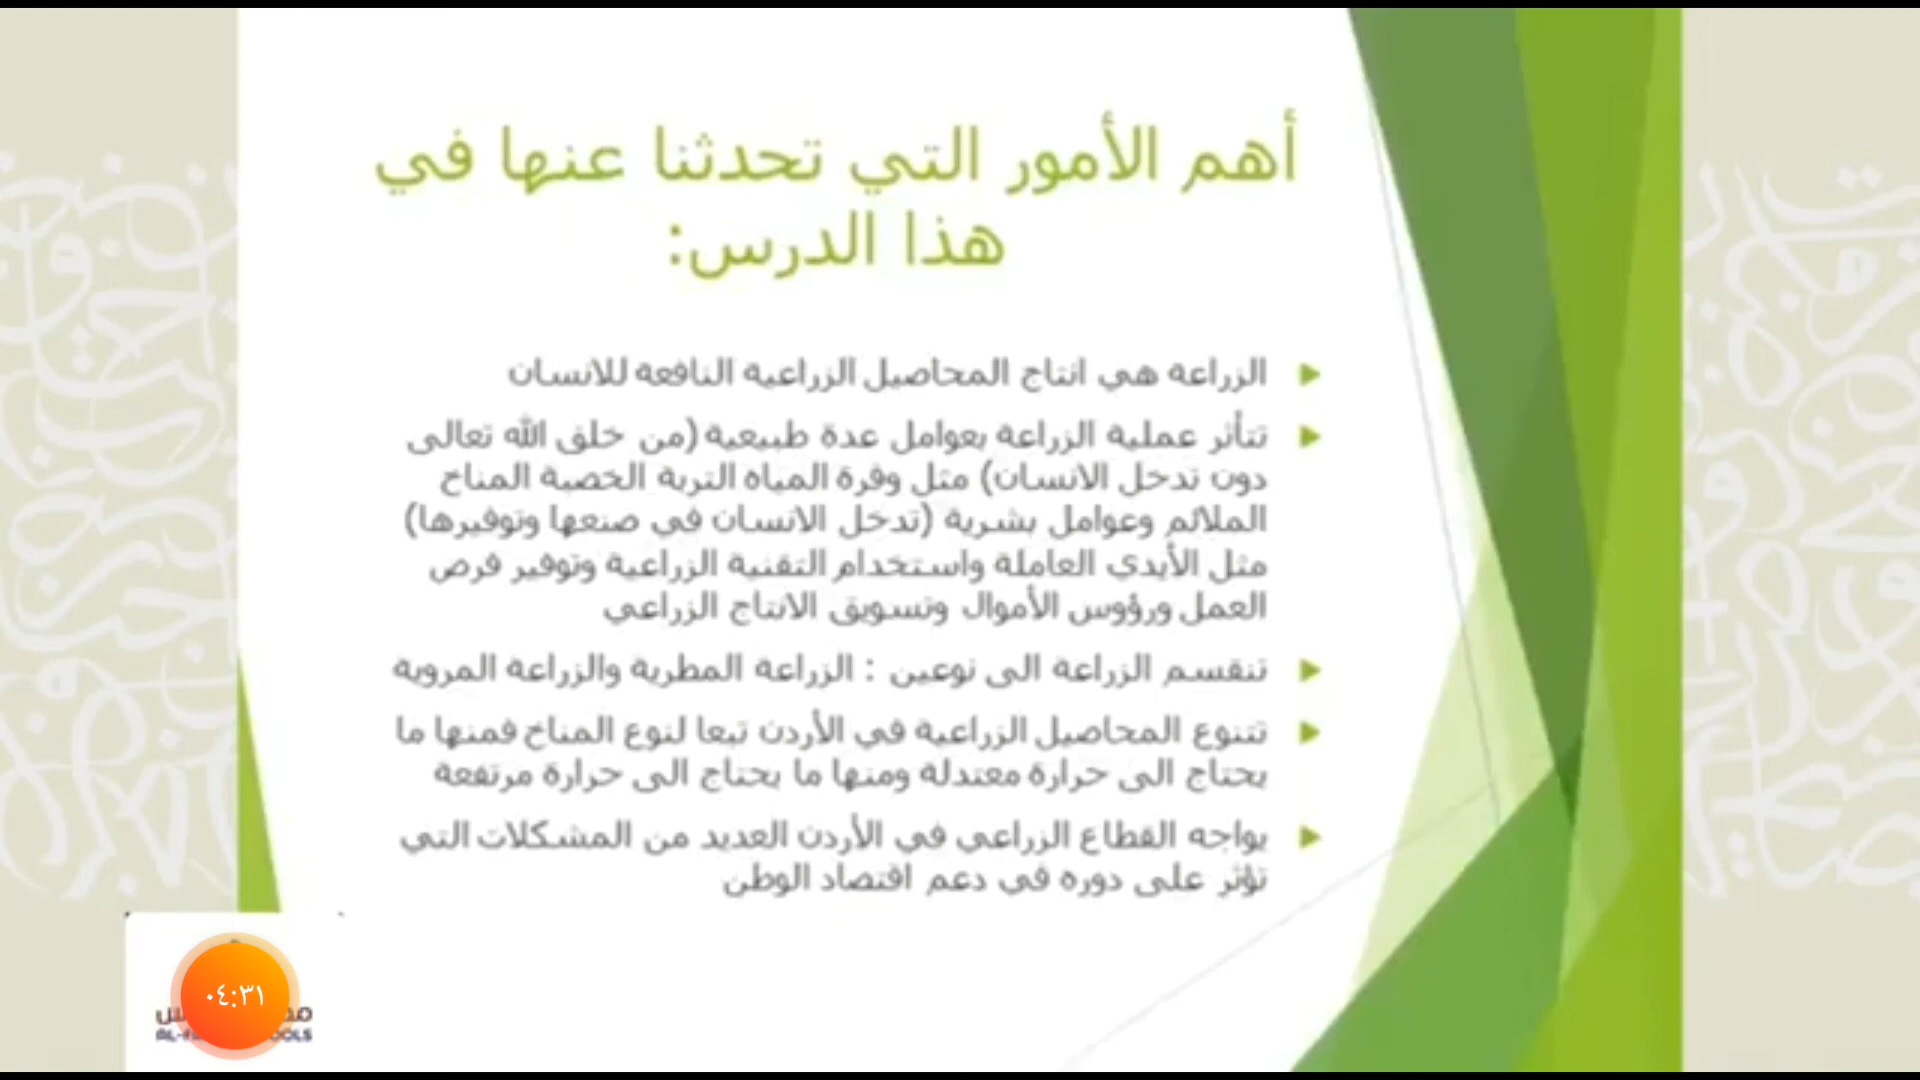 أهم الأمور التي تحدثنا عنها في
هذا الدرس:
الزراعة هي انتاج المحاصيل الزراعية النافعة للانسان
تتأثر عملية الزراعة بعوامل عدة طبيعية (من خلق الله تعالى
دون تدخل الانسان) مثل وفرة المياه التربة الخصبة المناخ
الملائم وعوامل بشرية (تدخل الانسان في صنعها وتوفيرها)
مثل الأيدي العاملة واستخدام التقنية الزراعية وتوفير فرص
العمل ورؤوس الأموال وتسويق الانتاج الزراعي
تنقسم الزراعة الى نوعين : الزراعة المطرية والزراعة المروية
تتنوع المحاصيل الزراعية في الأردن تبعا لنوع المناخ فمنها ما
يحتاج الى حرارة معتدلة ومنها ما يحتاج الى حرارة مرتفعة
يواجه القطاع الزراعي في الأردن العديد من المشكلات التي
تؤثر على دوره في دعم اقتصاد الوطن
٠٤:٣١